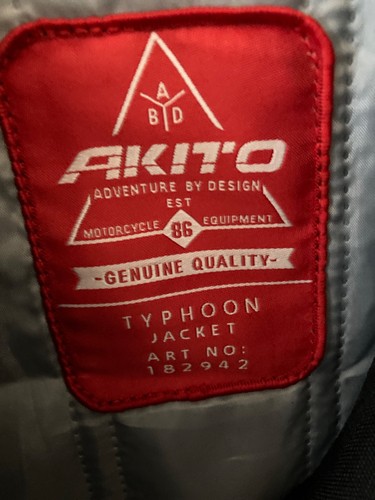 A
B D
AKITO
ADVENTURE BY DESIGN
EST
MOTORCYCLE 86 EQUIPMENT
-GENUINE QUALITY-
TYPHOON
JACKET
ART NO:
182942